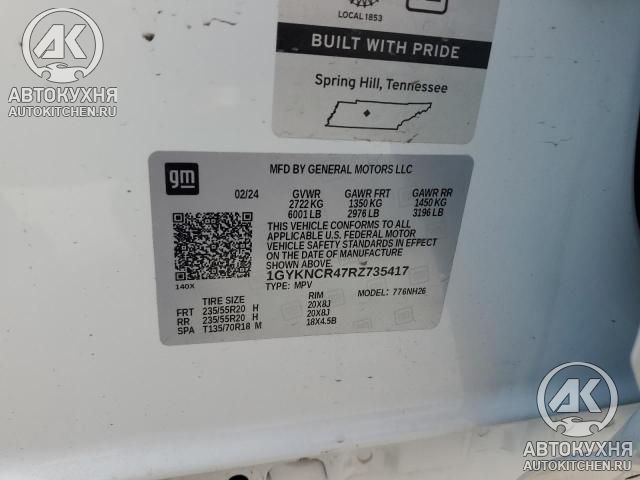 LOCAL 1853
BUILT WITH PRIDE
Spring Hill, Tennessee
AK
АВТОКУХНЯ
AUTOKITCHEN.RU
gm
MFD BY GENERAL MOTORS LLC
02/24 GVWR GAWR FRT GAWR RR
2722 KG 1350 KG 1450 KG
6001 LB 2976 LB 3196 LB
THIS VEHICLE CONFORMS TO ALL
APPLICABLE U.S. FEDERAL MOTOR
VEHICLE SAFETY STANDARDS IN EFFECT
ON THE DATE OF MANUFACTURE
SHOWN ABOVE.
1GYKNCR47RZ735417
140X
TYPE: MPV MODEL: 776NH26
TIRE SIZE RIM
FRT 235/55R20 H 20X8J
RR 235/55R20 H 20X8J
SPA T135/70R18 M 18X4.5B
AK
АВТОКУХНЯ
AUTOKITCHEN.RU